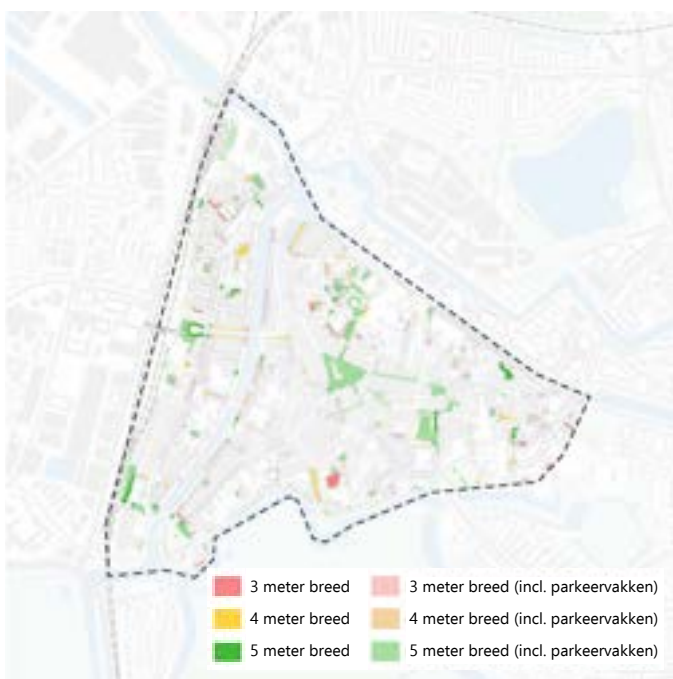 3 meter breed 3 meter breed (incl. parkeervakken)
4 meter breed 4 meter breed (incl. parkeervakken)
5 meter breed 5 meter breed (incl. parkeervakken)